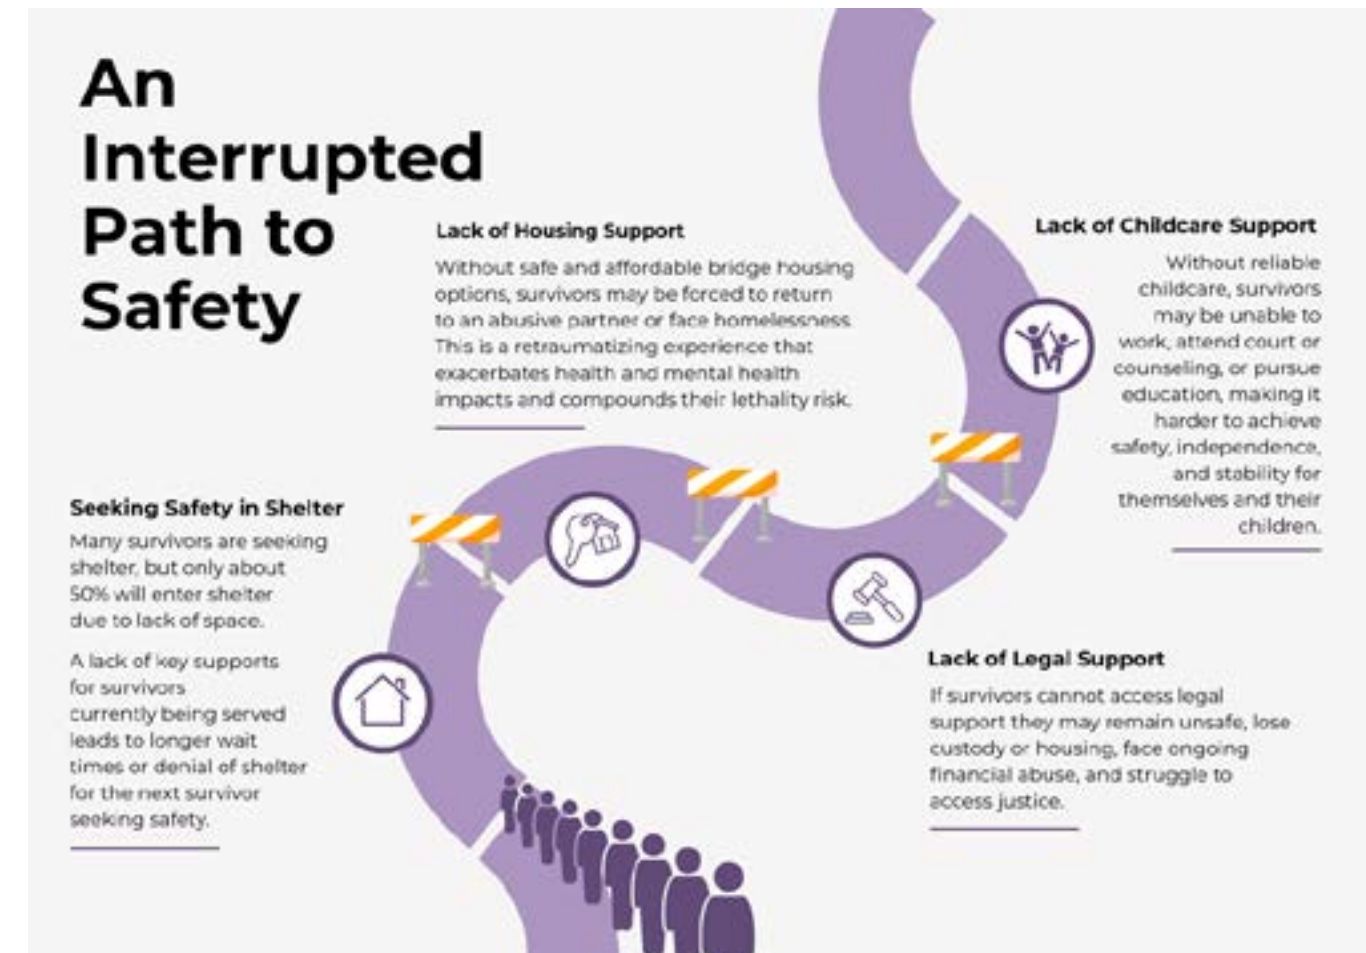 An
Interrupted
Path to
Safety
Lack of Housing Support
Without safe and affordable bridge housing
options, survivors may be forced to return
to an abusive partner or face homelessness.
This is a retraumatizing experience that
exacerbates health and mental health
impacts and compounds their lethality risk.
Lack of Childcare Support
Without reliable
childcare, survivors
may be unable to
work, attend court or
counseling, or pursue
education, making it
harder to achieve
safety, independence,
and stability for
themselves and their
children.
Seeking Safety in Shelter
Many survivors are seeking
shelter, but only about
50% will enter shelter
due to lack of space.
A lack of key supports
for survivors
currently being served
leads to longer wait
times or denial of shelter
for the next survivor
seeking safety.
Lack of Legal Support
If survivors cannot access legal
support they may remain unsafe, lose
custody or housing, face ongoing
financial abuse, and struggle to
access justice.